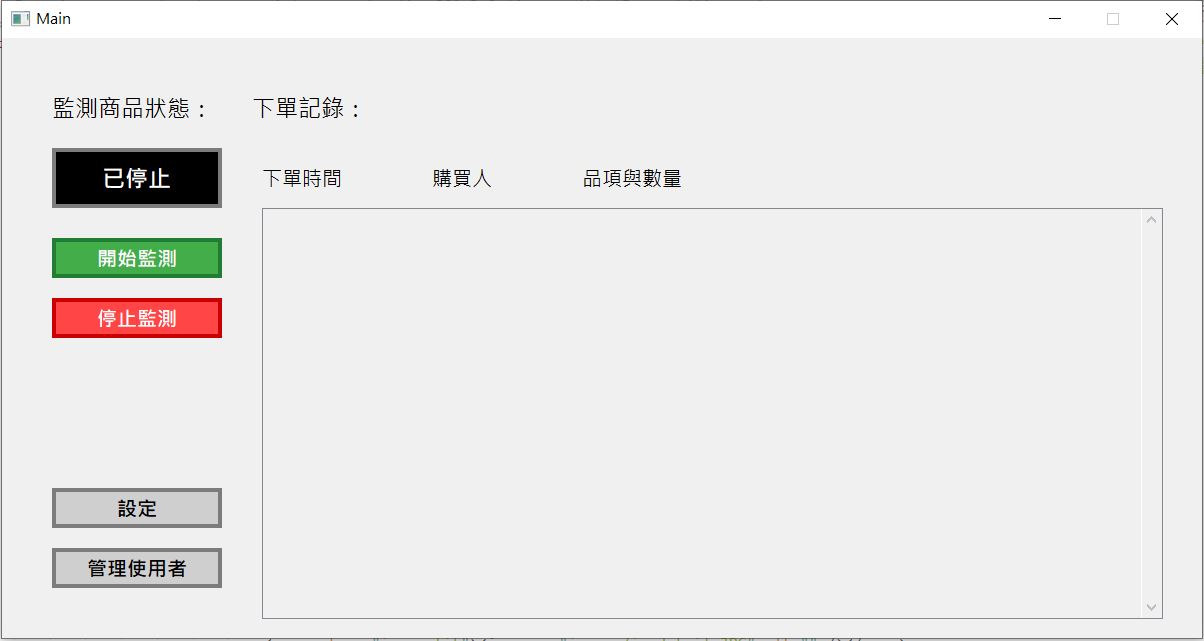 Main
監測商品狀態：
下單記錄：
已停止
下單時間
購買人
品項與數量
開始監測
停止監測
設定
管理使用者